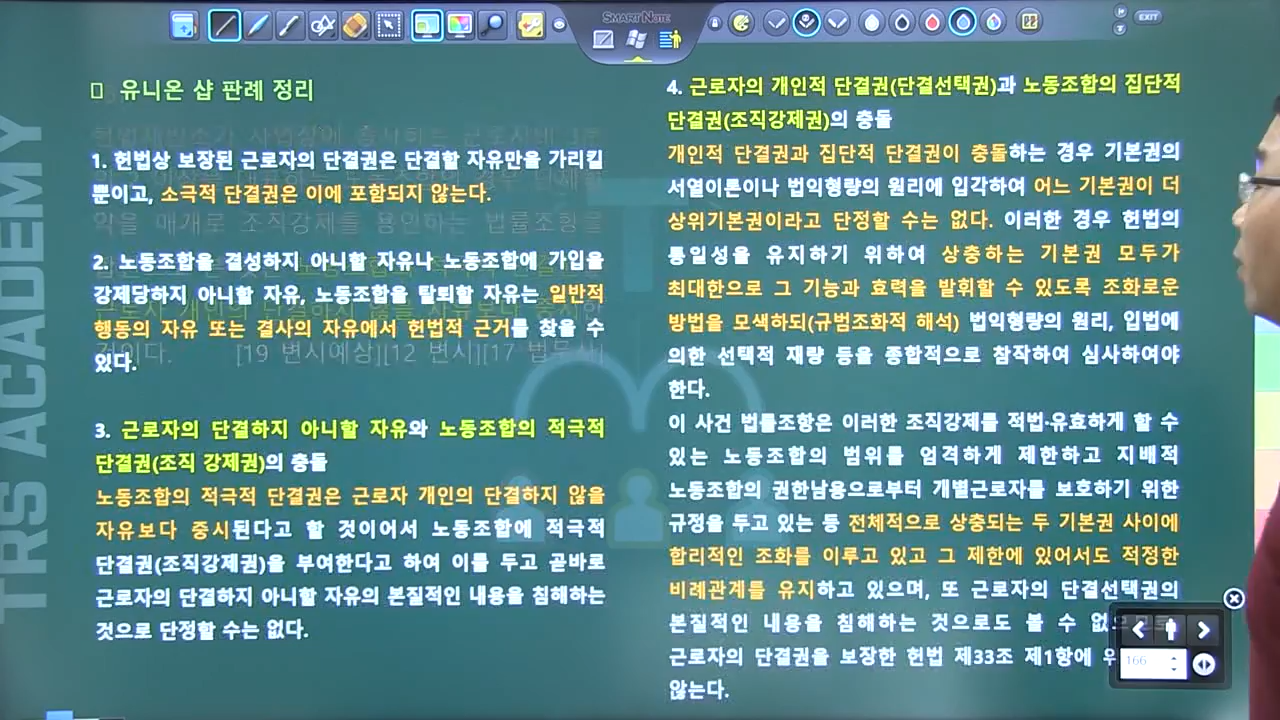 SMART NOTE
EXIT
TRS ACADEMY
유니온 샵 판례 정리
1. 헌법상 보장된 근로자의 단결권은 단결할 자유만을 가리킬
뿐이고, 소극적 단결권은 이에 포함되지 않는다.
2. 노동조합을 결성하지 아니할 자유나 노동조합에 가입을
강제당하지 아니할 자유, 노동조합을 탈퇴할 자유는 일반적
행동의 자유 또는 결사의 자유에서 헌법적 근거를 찾을 수
있다.
[19 변시예상][12 변시][17 법무사]
3. 근로자의 단결하지 아니할 자유와 노동조합의 적극적
단결권(조직 강제권)의 충돌
노동조합의 적극적 단결권은 근로자 개인의 단결하지 않을
자유보다 중시된다고 할 것이어서 노동조합에 적극적
단결권(조직강제권)을 부여한다고 하여 이를 두고 곧바로
근로자의 단결하지 아니할 자유의 본질적인 내용을 침해하는
것으로 단정할 수는 없다.
4. 근로자의 개인적 단결권(단결선택권)과 노동조합의 집단적
단결권(조직강제권)의 충돌
개인적 단결권과 집단적 단결권이 충돌하는 경우 기본권의
서열이론이나 법익형량의 원리에 입각하여 어느 기본권이 더
상위기본권이라고 단정할 수는 없다. 이러한 경우 헌법의
통일성을 유지하기 위하여 상충하는 기본권 모두가
최대한으로 그 기능과 효력을 발휘할 수 있도록 조화로운
방법을 모색하되(규범조화적 해석) 법익형량의 원리, 입법에
의한 선택적 재량 등을 종합적으로 참작하여 심사하여야
한다.
이 사건 법률조항은 이러한 조직강제를 적법·유효하게 할 수
있는 노동조합의 범위를 엄격하게 제한하고 지배적
노동조합의 권한남용으로부터 개별근로자를 보호하기 위한
규정을 두고 있는 등 전체적으로 상충되는 두 기본권 사이에
합리적인 조화를 이루고 있고 그 제한에 있어서도 적정한
비례관계를 유지하고 있으며, 또 근로자의 단결선택권의
본질적인 내용을 침해하는 것으로도 볼 수
근로자의 단결권을 보장한 헌법 제33조 제1항에
않는다.
166